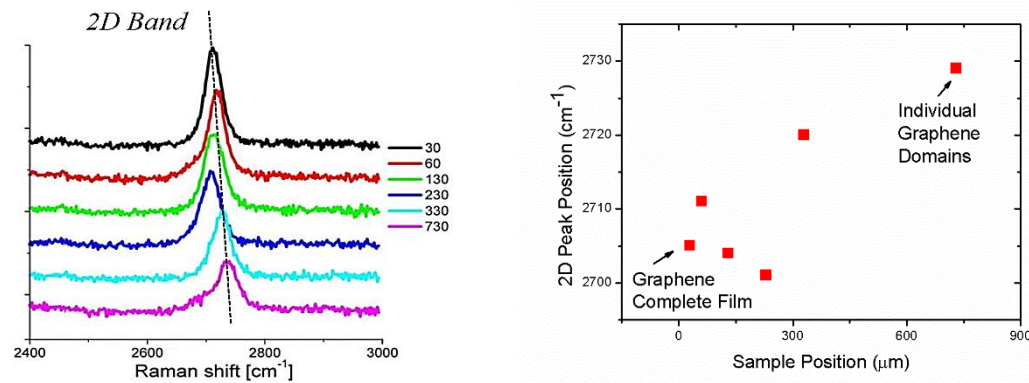 2D Band
30
60
130
230
330
730
2400
2600
2800
3000
Raman shift [cm⁻¹]
2D Peak Position (cm⁻¹)
2730
2720
2710
2700
Individual
Graphene
Domains
Graphene
Complete Film
0
300
600
900
Sample Position (μm)